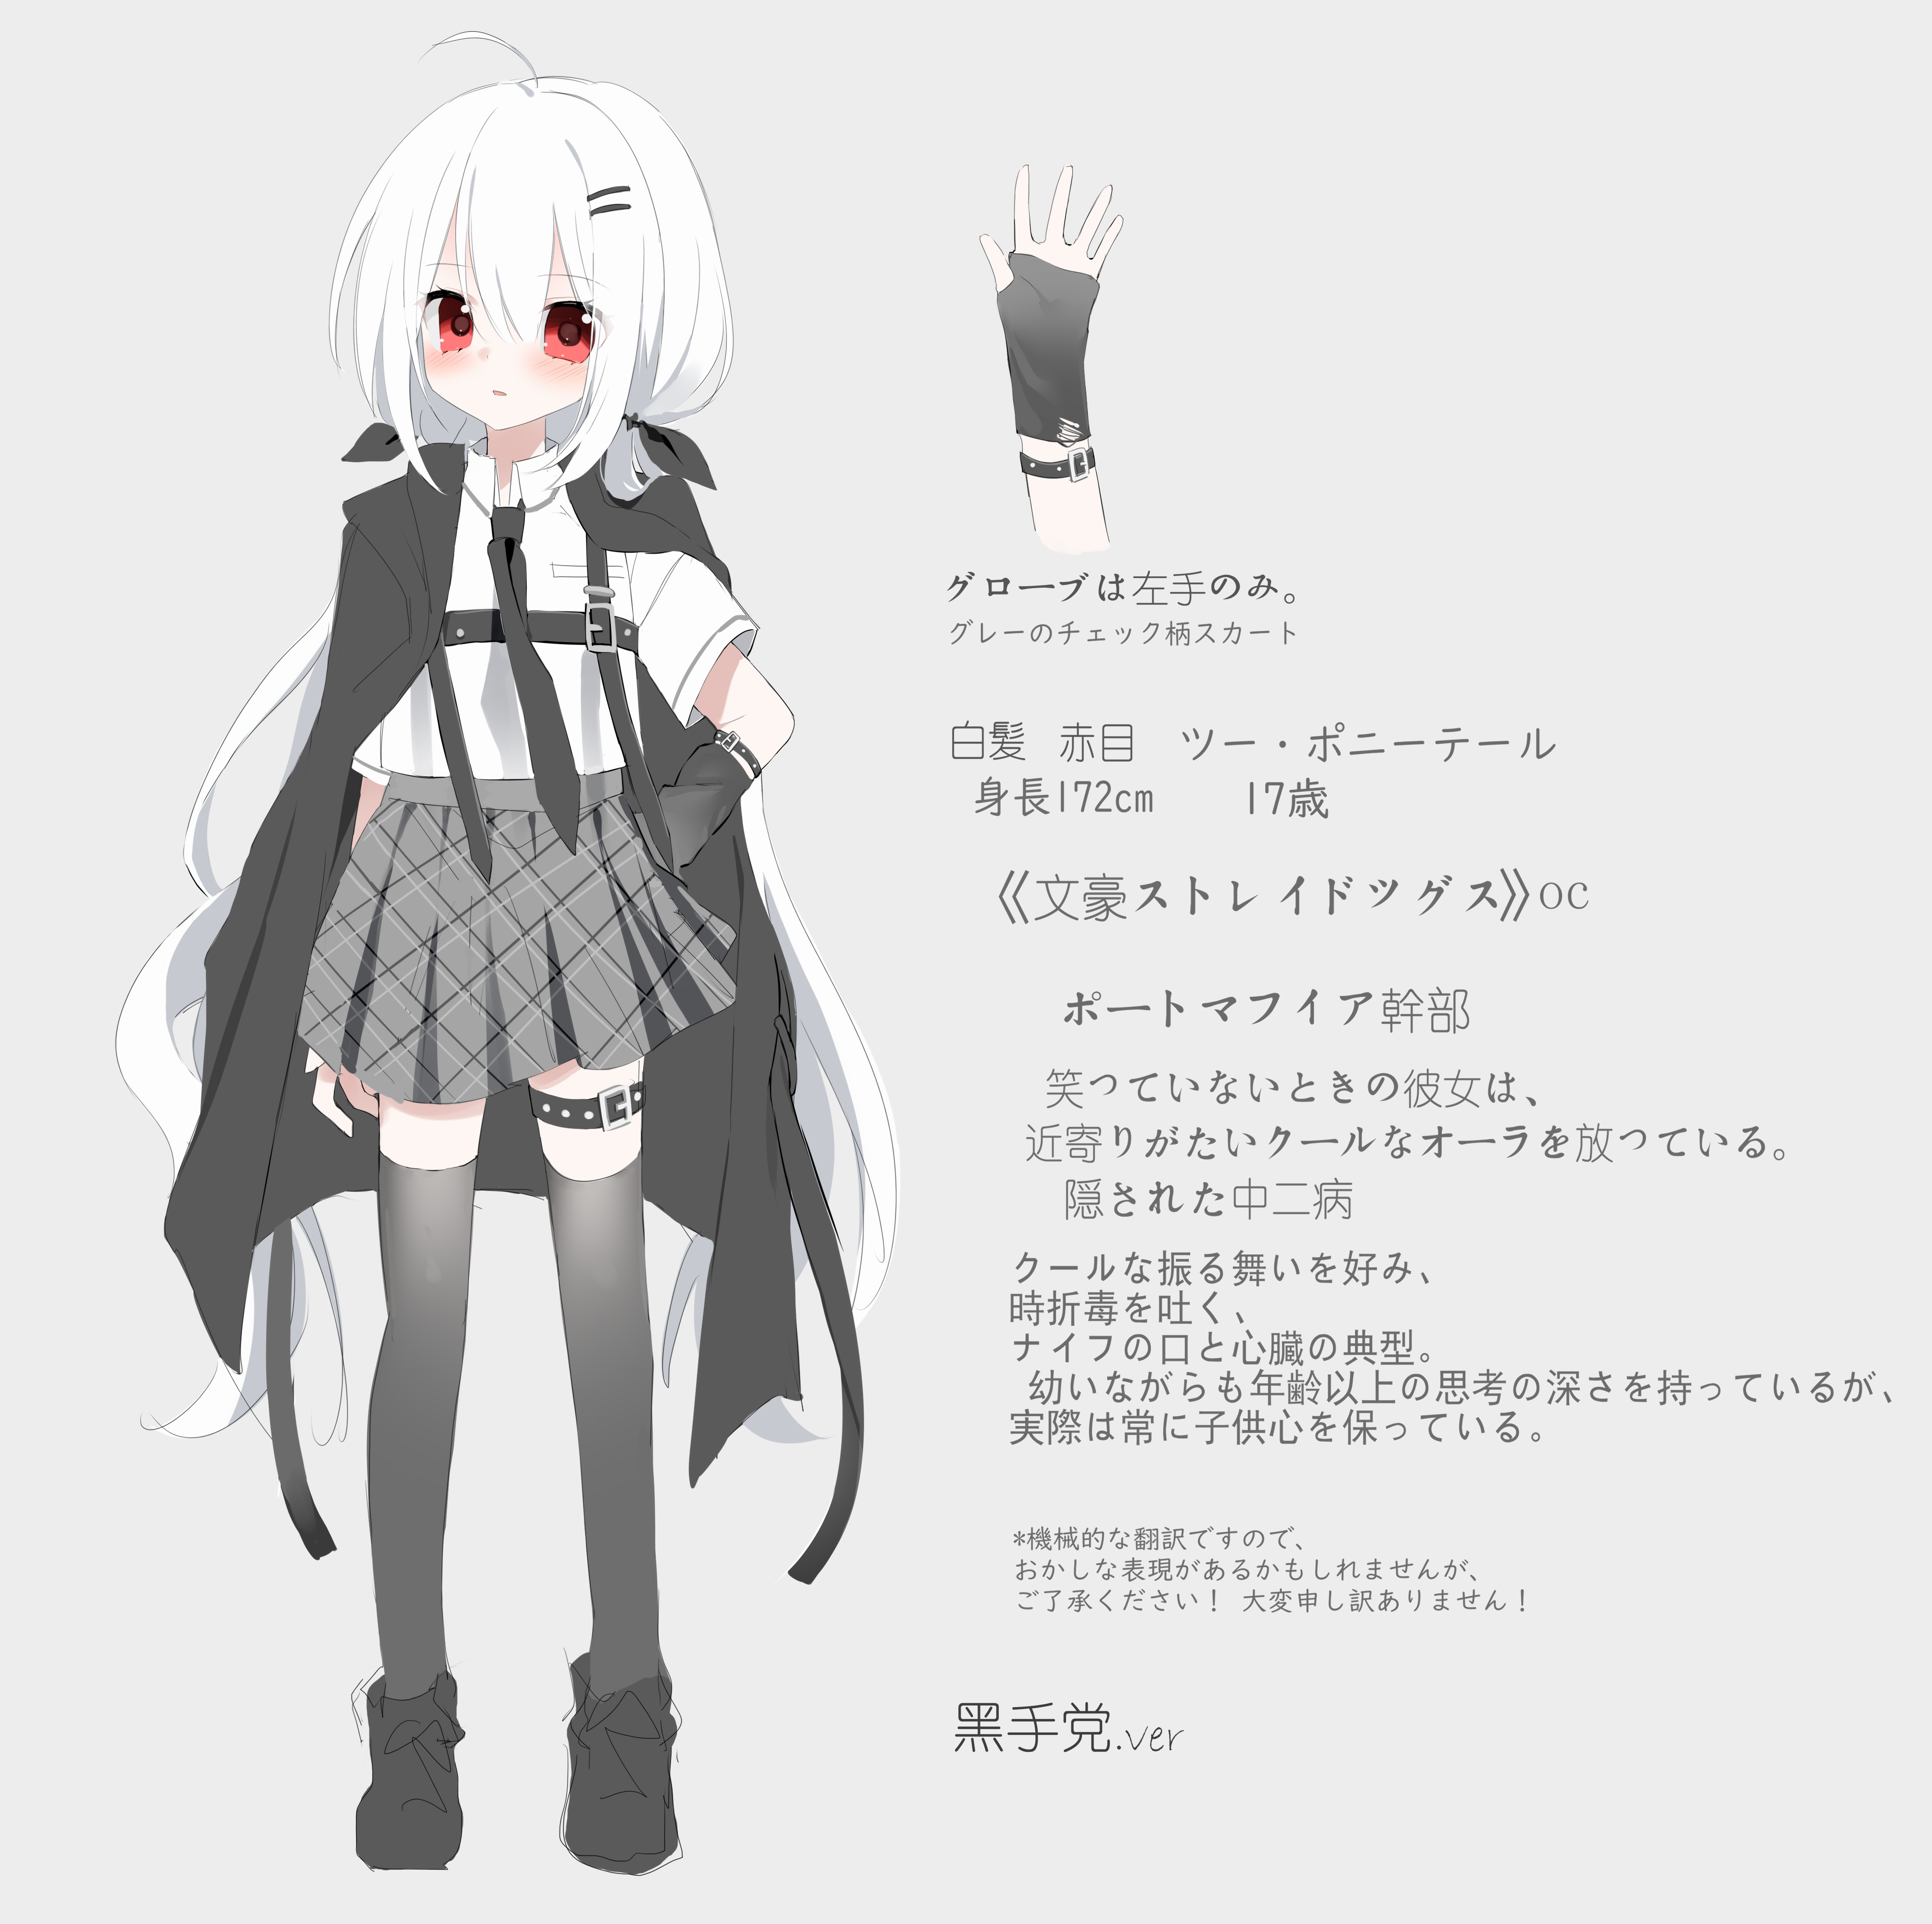 グローブは左手のみ。
グレーのチェック柄スカート
白髪 赤目 ツー・ポニーテール
身長172cm 17歳
《文豪ストレイドツグス》OC
ポートマフイア幹部
笑つていないときの彼女は、
近寄りがたいクールなオーラを放つている。
隠された中二病
クールな振る舞いを好み、
時折毒を吐く、
ナイフの口と心臓の典型。
幼いながらも年齢以上の思考の深さを持っているが、
実際は常に子供心を保っている。
*機械的な翻訳ですので、
おかしな表現があるかもしれませんが、
ご了承ください! 大変申し訳ありません!
黑手党.ver